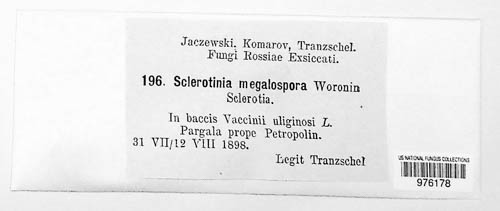 Jaczewski. Komarov, Tranzschel.
Fungi Rossiae Exsiccati.
196. Sclerotinia megalospora Woronin
Sclerotia.
In baccis Vaccinii uliginosi L.
Pargala prope Petropolin.
31 VII/12 VIII 1898.
Legit Tranzschel
US NATIONAL FUNGUS COLLECTIONS
976178